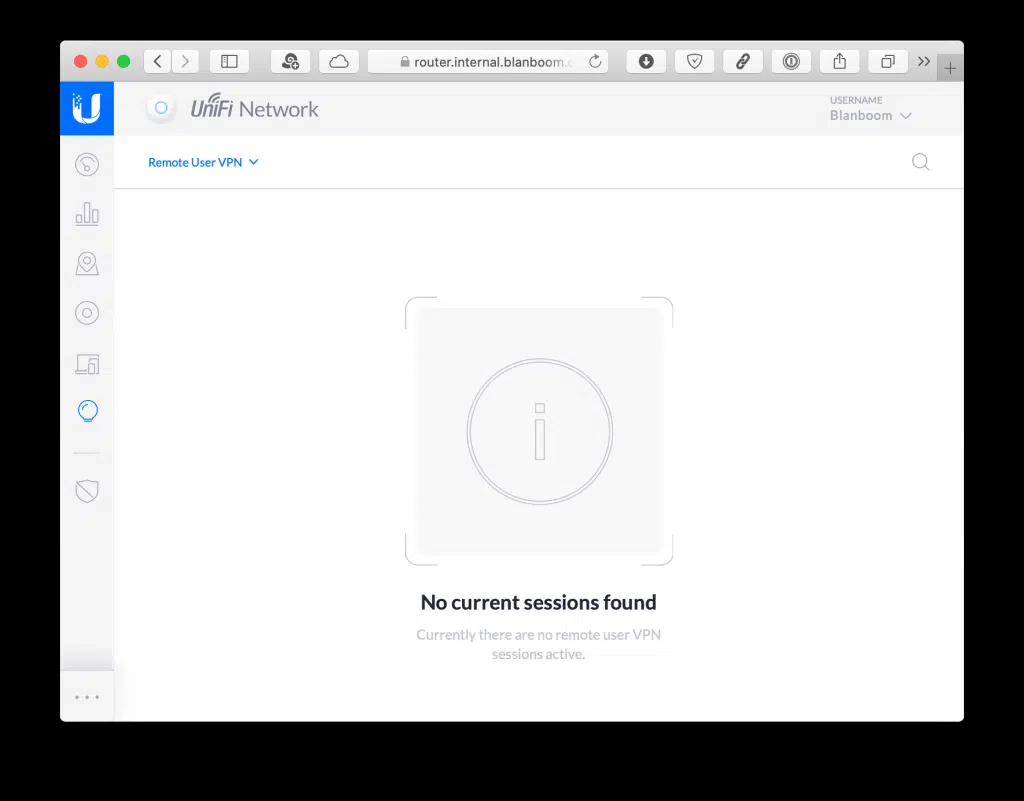 router.internal.blanboom.c
UniFi Network
USERNAME
Blanboom
Remote User VPN
No current sessions found
Currently there are no remote user VPN
sessions active.